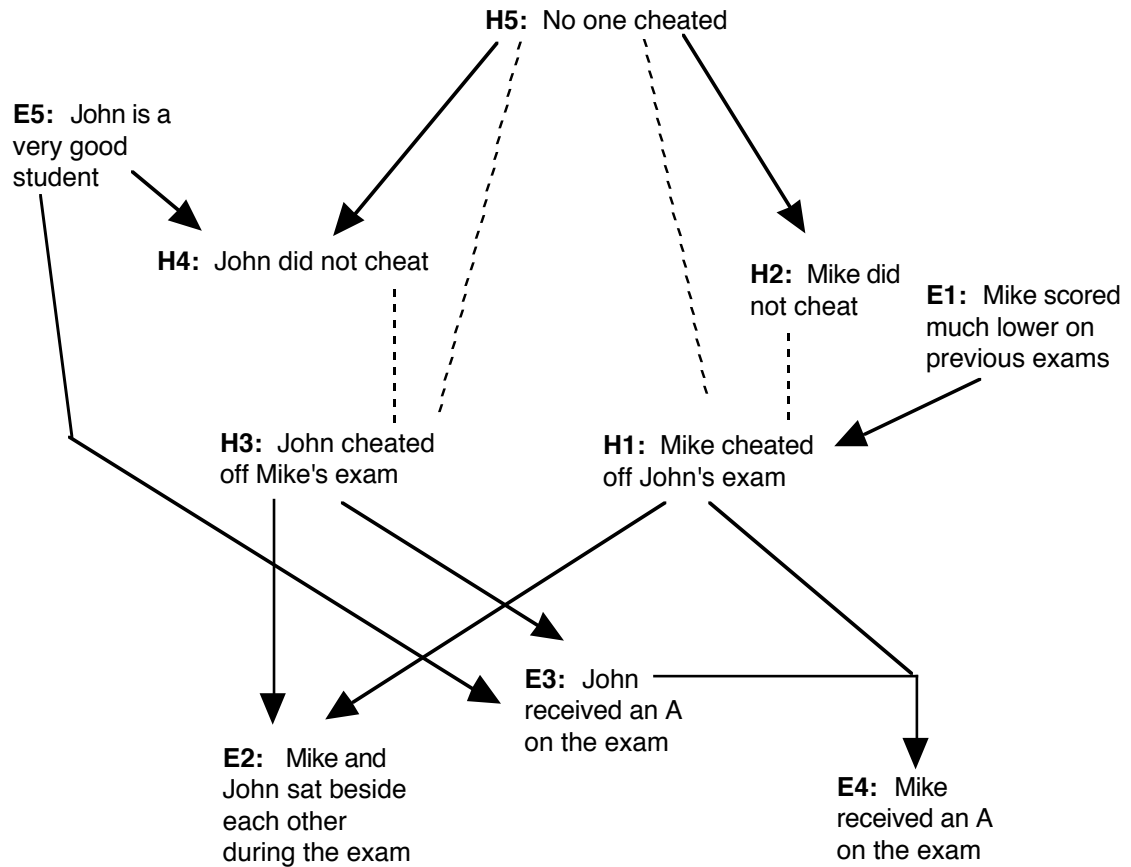 H5: No one cheated
E5: John is a
very good
student
H4: John did not cheat
H2: Mike did
not cheat
E1: Mike scored
much lower on
previous exams
H3: John cheated
off Mike's exam
H1: Mike cheated
off John's exam
E3: John
received an A
on the exam
E2: Mike and
John sat beside
each other
during the exam
E4: Mike
received an A
on the exam